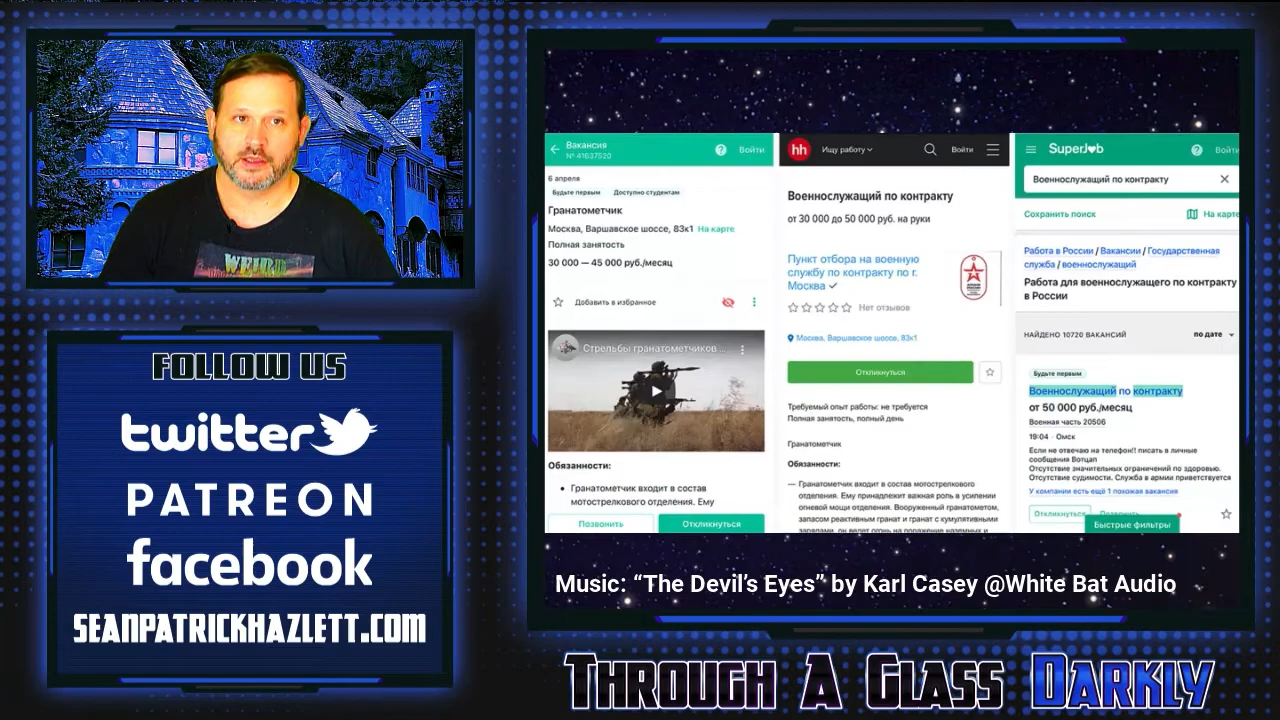 WEIRD
FOLLOW US
twitter
PATREON
facebook
SEANPATRICKHAZLETT.COM
Вакансия
№ 41637520
Войти
6 апреля
Будьте первым
Доступно студентам
Гранатометчик
Москва, Варшавское шоссе, 83к1 На карте
Полная занятость
30 000 — 45 000 руб./месяц
Добавить в избранное
Стрельбы гранатометчиков ...
Обязанности:
• Гранатометчик входит в состав
мотострелкового отделения. Ему
Позвонить
Откликнуться
hh
Ищу работу
Войти
Военнослужащий по контракту
от 30 000 до 50 000 руб. на руки
Пункт отбора на военную
службу по контракту по г.
Москва
Нет отзывов
Москва, Варшавское шоссе, 83к1
Откликнуться
Требуемый опыт работы: не требуется
Полная занятость, полный день
Гранатометчик
Обязанности:
— Гранатометчик входит в состав мотострелкового
отделения. Ему принадлежит важная роль в усилении
огневой мощи отделения. Вооруженный гранатометом,
запасом реактивных гранат и гранат с кумулятивными
зарядами, он ведет огонь на поражение наземных и
SuperJob
Войти
Военнослужащий по контракту
Сохранить поиск
На карте
Работа в России / Вакансии / Государственная
служба / военнослужащий
Работа для военнослужащего по контракту
в России
НАЙДЕНО 10720 ВАКАНСИЙ
по дате
Будьте первым
Военнослужащий по контракту
от 50 000 руб./месяц
Военная часть 20506
19:04 · Омск
Если не отвечаю на телефон!! писать в личные
сообщения Вотцап
Отсутствие значительных ограничений по здоровью.
Отсутствие судимости. Служба в армии приветствуется
У компании есть ещё 1 похожая вакансия
Откликнуться
Позвонить
Быстрые фильтры
Music: “The Devil’s Eyes” by Karl Casey @White Bat Audio
THROUGH A GLASS DARKLY